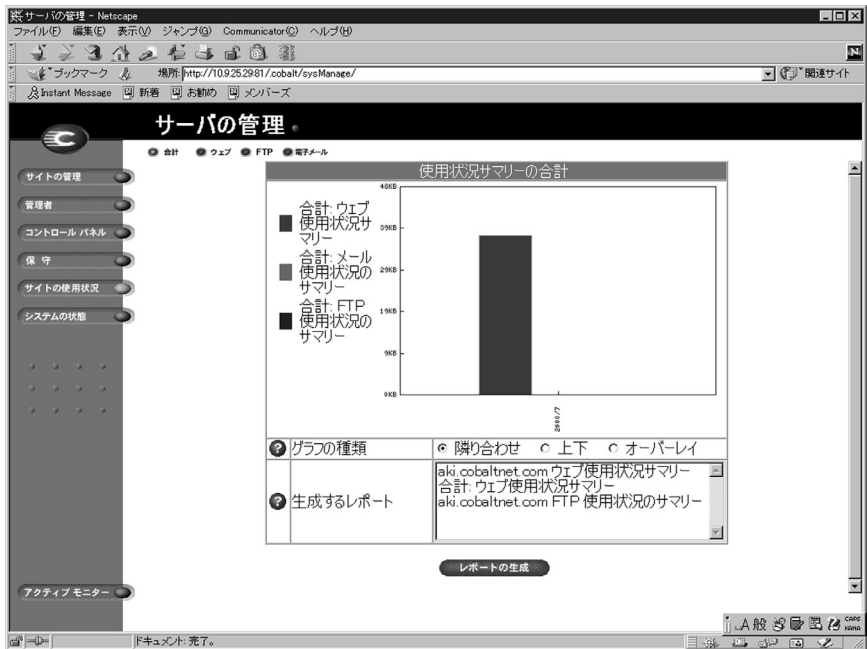 サーバの管理 - Netscape
ファイル(F) 編集(E) 表示(V) ジャンプ(G) Communicator(C) ヘルプ(H)
ブックマーク 場所: http://10.9.25.29:81/.cobalt/sysManage/ 関連サイト
Instant Message 新着 お勧め メンバーズ
サーバの管理
合計 ウェブ FTP 電子メール
サイトの管理
管理者
コントロール パネル
保 守
サイトの使用状況
システムの状態
アクティブ モニター
使用状況サマリーの合計
合計: ウェブ
使用状況サ
マリー
合計: メール
使用状況の
サマリー
合計: FTP
使用状況の
サマリー
48KB
39KB
29KB
19KB
9KB
0KB
2000/7
グラフの種類 隣り合わせ 上下 オーバーレイ
生成するレポート
aki.cobaltnet.com ウェブ使用状況サマリー
合計: ウェブ使用状況サマリー
aki.cobaltnet.com FTP 使用状況のサマリー
レポートの生成
A 般 CAPS
KANA
ドキュメント: 完了。